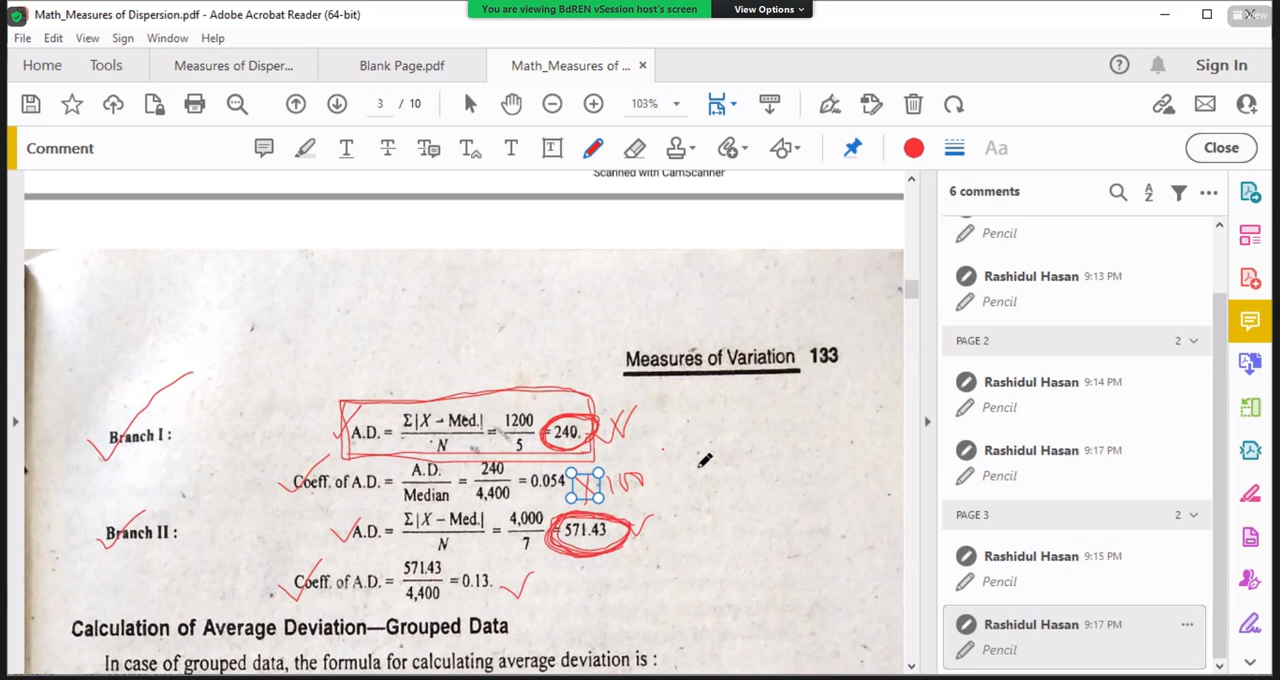 Math_Measures of Dispersion.pdf - Adobe Acrobat Reader (64-bit)
You are viewing BdREN vSession host's screen
View Options
View
File Edit View Sign Window Help
Home Tools Measures of Disper... Blank Page.pdf Math_Measures of ... × Sign In
3 / 10 103%
Comment Close
Scanned with CamScanner
6 comments
Pencil
Rashidul Hasan 9:13 PM
Pencil
PAGE 2 2
Rashidul Hasan 9:14 PM
Pencil
Rashidul Hasan 9:17 PM
Pencil
PAGE 3 2
Rashidul Hasan 9:15 PM
Pencil
Rashidul Hasan 9:17 PM
Pencil
Measures of Variation 133
Branch I : A.D. = Σ|X - Med.| / N = 1200 / 5 = 240.
Coeff. of A.D. = A.D. / Median = 240 / 4,400 = 0.054 × 100
Branch II : A.D. = Σ|X - Med.| / N = 4,000 / 7 = 571.43
Coeff. of A.D. = 571.43 / 4,400 = 0.13.
Calculation of Average Deviation—Grouped Data
In case of grouped data, the formula for calculating average deviation is :